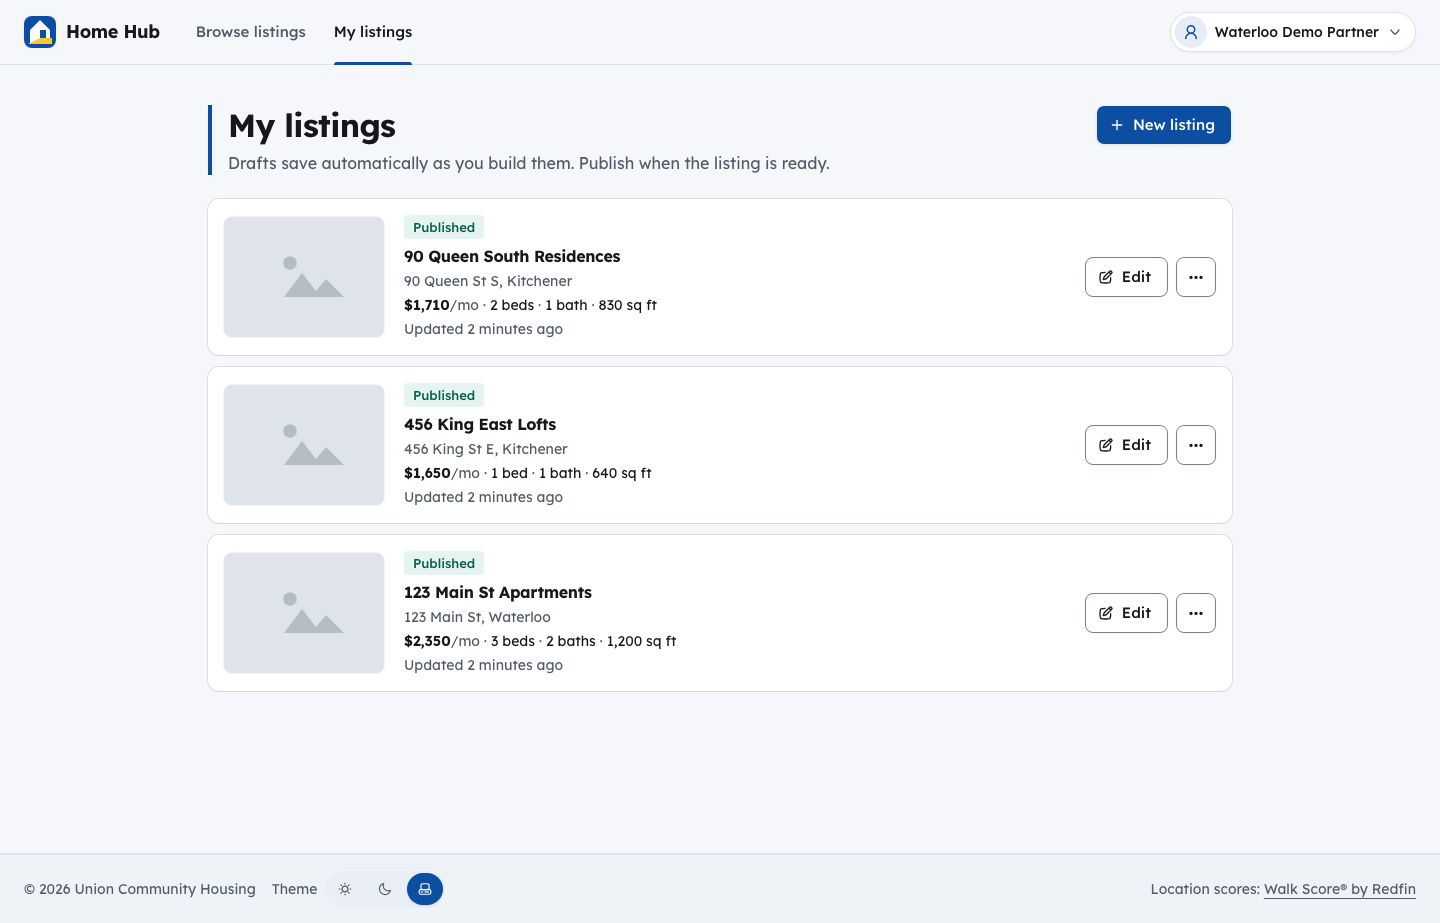 Home Hub
Browse listings
My listings
Waterloo Demo Partner
My listings
New listing
Drafts save automatically as you build them. Publish when the listing is ready.
Published
90 Queen South Residences
90 Queen St S, Kitchener
$1,710/mo · 2 beds · 1 bath · 830 sq ft
Updated 2 minutes ago
Edit
Published
456 King East Lofts
456 King St E, Kitchener
$1,650/mo · 1 bed · 1 bath · 640 sq ft
Updated 2 minutes ago
Edit
Published
123 Main St Apartments
123 Main St, Waterloo
$2,350/mo · 3 beds · 2 baths · 1,200 sq ft
Updated 2 minutes ago
Edit
© 2026 Union Community Housing
Theme
Location scores: Walk Score® by Redfin